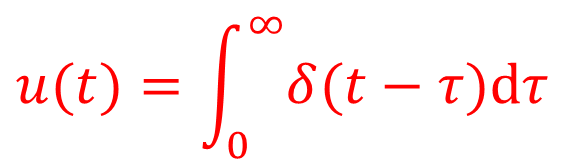 u(t) = ∫₀^∞ δ(t − τ)dτ